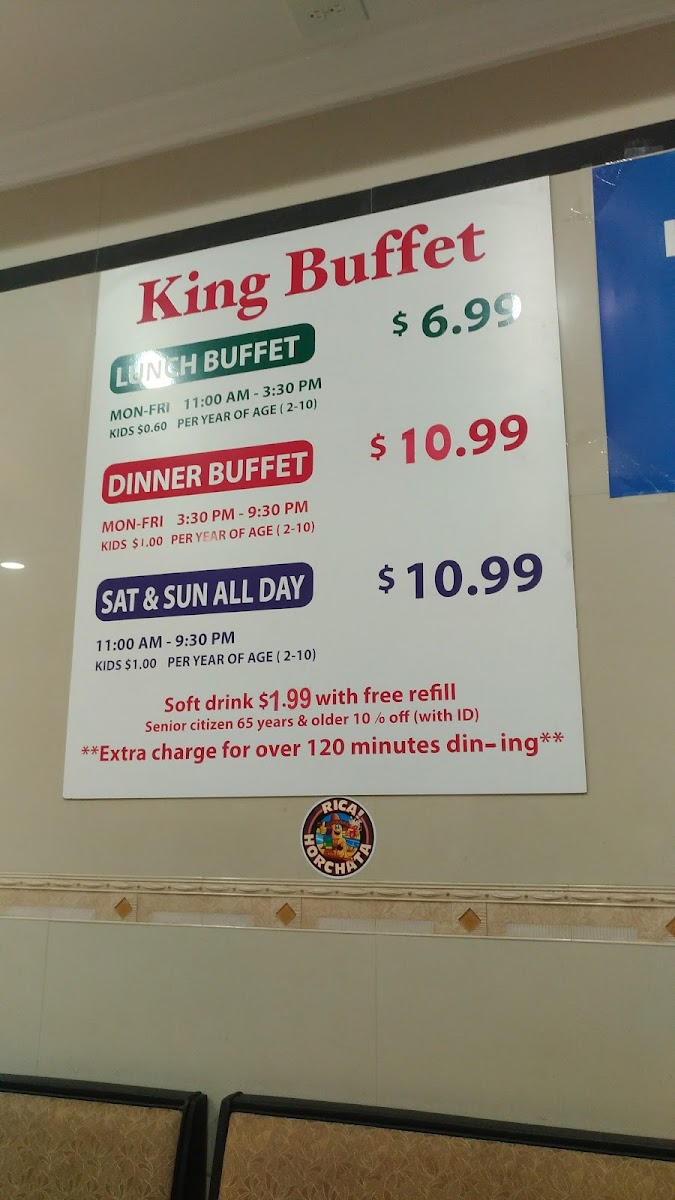 King Buffet
LUNCH BUFFET $ 6.99
MON-FRI 11:00 AM - 3:30 PM
KIDS $0.60 PER YEAR OF AGE ( 2-10)
DINNER BUFFET $ 10.99
MON-FRI 3:30 PM - 9:30 PM
KIDS $1.00 PER YEAR OF AGE ( 2-10)
SAT & SUN ALL DAY $ 10.99
11:00 AM - 9:30 PM
KIDS $1.00 PER YEAR OF AGE ( 2-10)
Soft drink $1.99 with free refill
Senior citizen 65 years & older 10 % off (with ID)
**Extra charge for over 120 minutes din-ing**
RICA!
HORCHATA